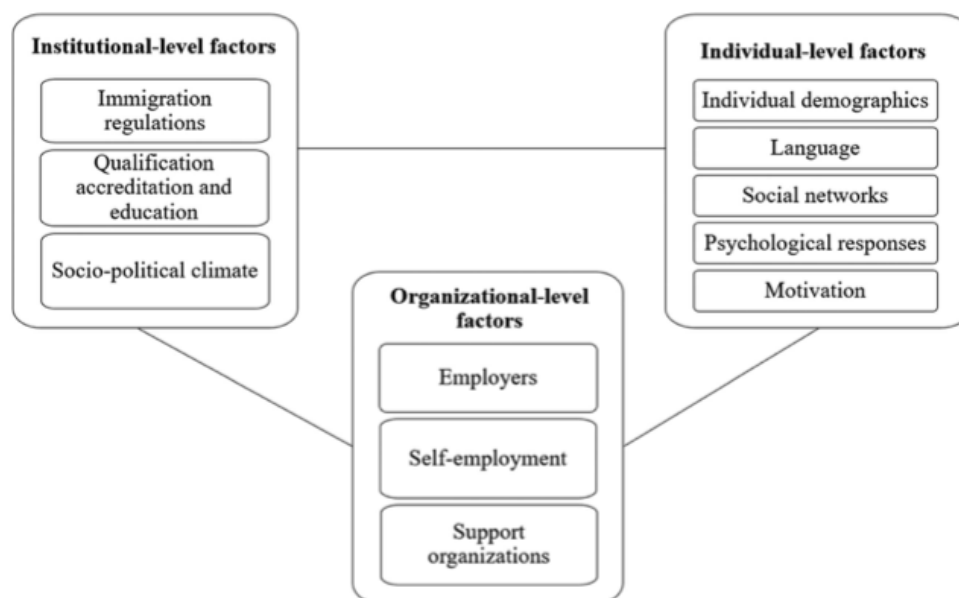 Institutional-level factors
Immigration
regulations
Qualification
accreditation and
education
Socio-political climate
Individual-level factors
Individual demographics
Language
Social networks
Psychological responses
Motivation
Organizational-level
factors
Employers
Self-employment
Support
organizations